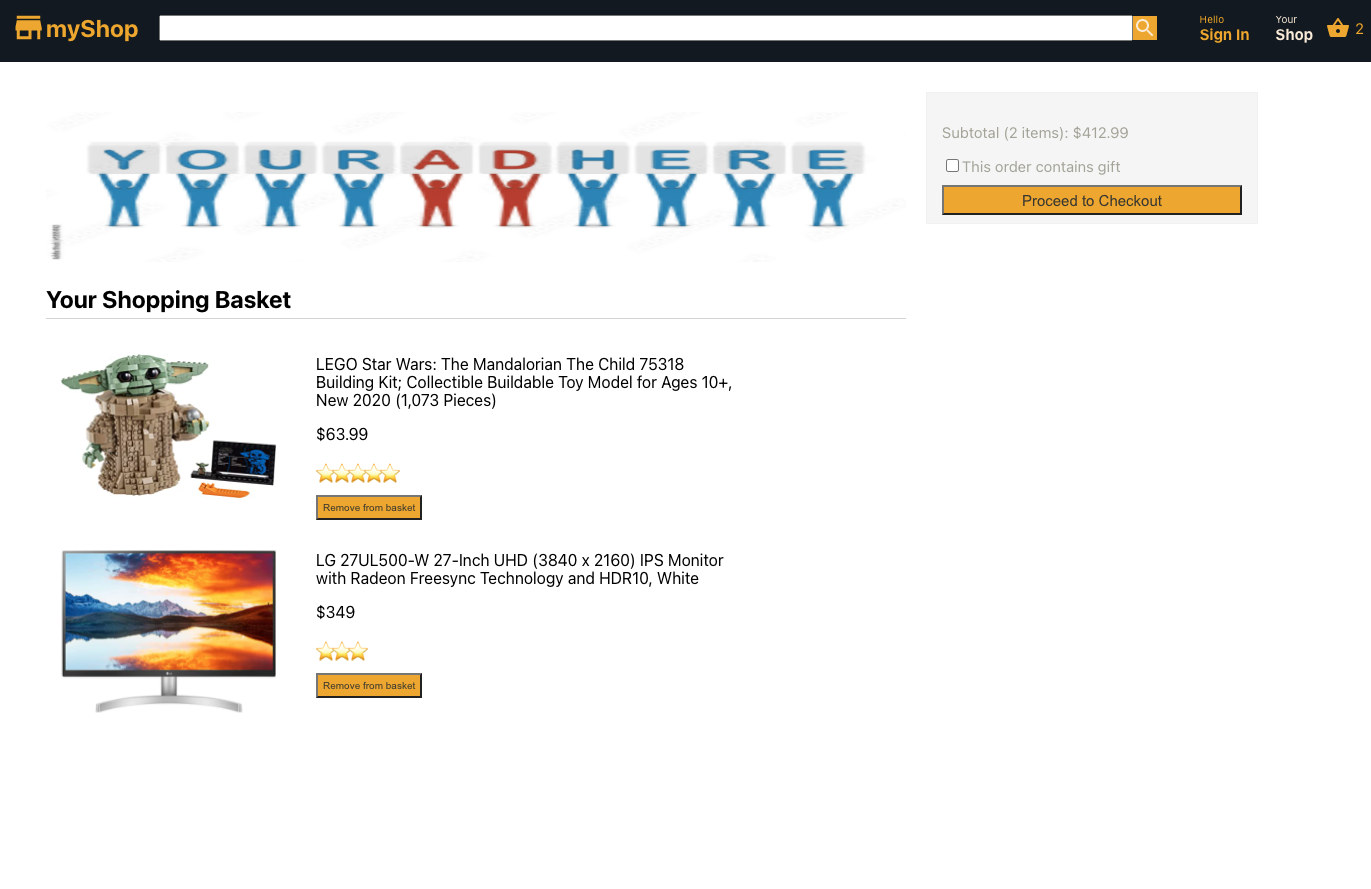 myShop
Hello
Sign In
Your
Shop
2
YOUR AD HERE
Subtotal (2 items): $412.99
This order contains gift
Proceed to Checkout
Your Shopping Basket
LEGO Star Wars: The Mandalorian The Child 75318
Building Kit; Collectible Buildable Toy Model for Ages 10+,
New 2020 (1,073 Pieces)
$63.99
Remove from basket
LG 27UL500-W 27-Inch UHD (3840 x 2160) IPS Monitor
with Radeon Freesync Technology and HDR10, White
$349
Remove from basket